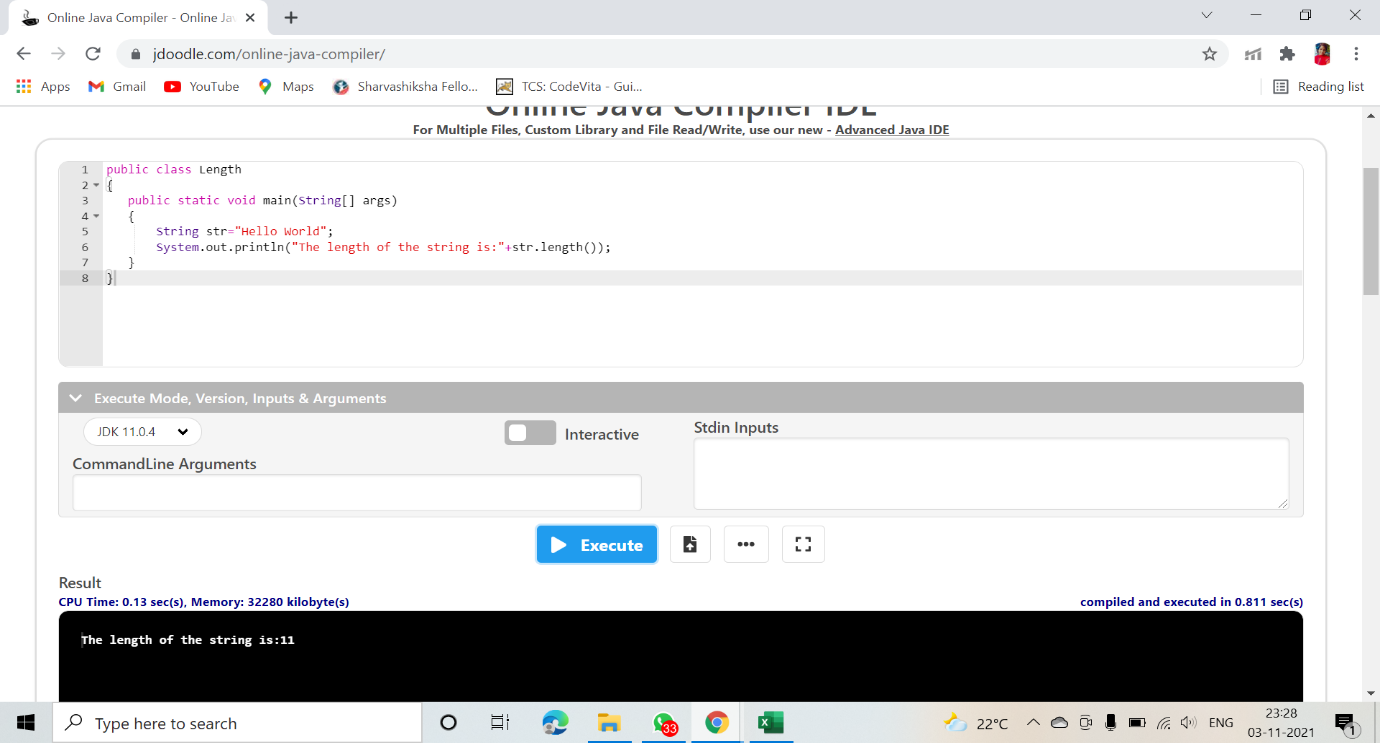 Online Java Compiler - Online Ja
jdoodle.com/online-java-compiler/
Apps Gmail YouTube Maps Sharvashiksha Fello... TCS: CodeVita - Gui... Reading list
Online Java Compiler IDE
For Multiple Files, Custom Library and File Read/Write, use our new - Advanced Java IDE
1 public class Length
2 {
3 public static void main(String[] args)
4 {
5 String str="Hello World";
6 System.out.println("The length of the string is:"+str.length());
7 }
8 }
Execute Mode, Version, Inputs & Arguments
JDK 11.0.4 Interactive Stdin Inputs
CommandLine Arguments
Execute
Result
CPU Time: 0.13 sec(s), Memory: 32280 kilobyte(s) compiled and executed in 0.811 sec(s)
The length of the string is:11
Type here to search 33 22°C ENG 23:28
03-11-2021 1